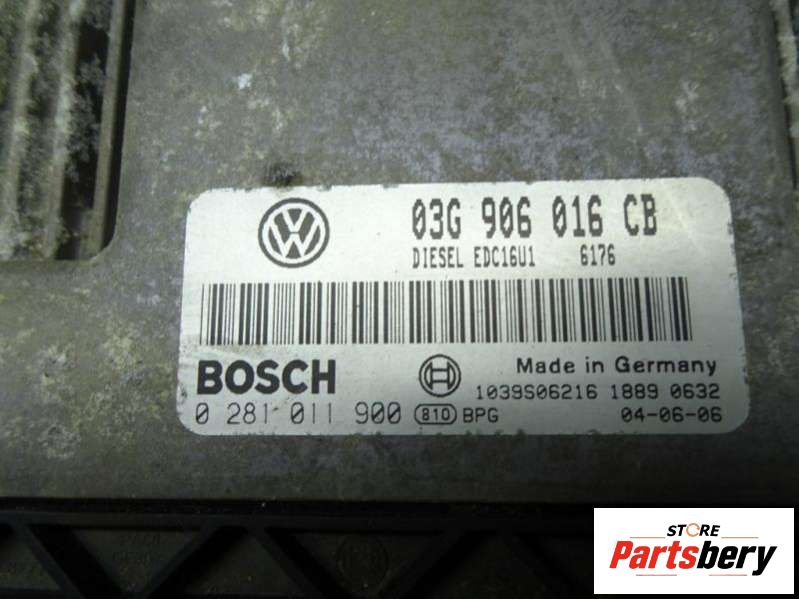 03G 906 016 CB
DIESEL EDC16U1 6176
BOSCH
Made in Germany
1039S06216 1889 0632
0 281 011 900 810 BPG
04-06-06
STORE
Partsbery